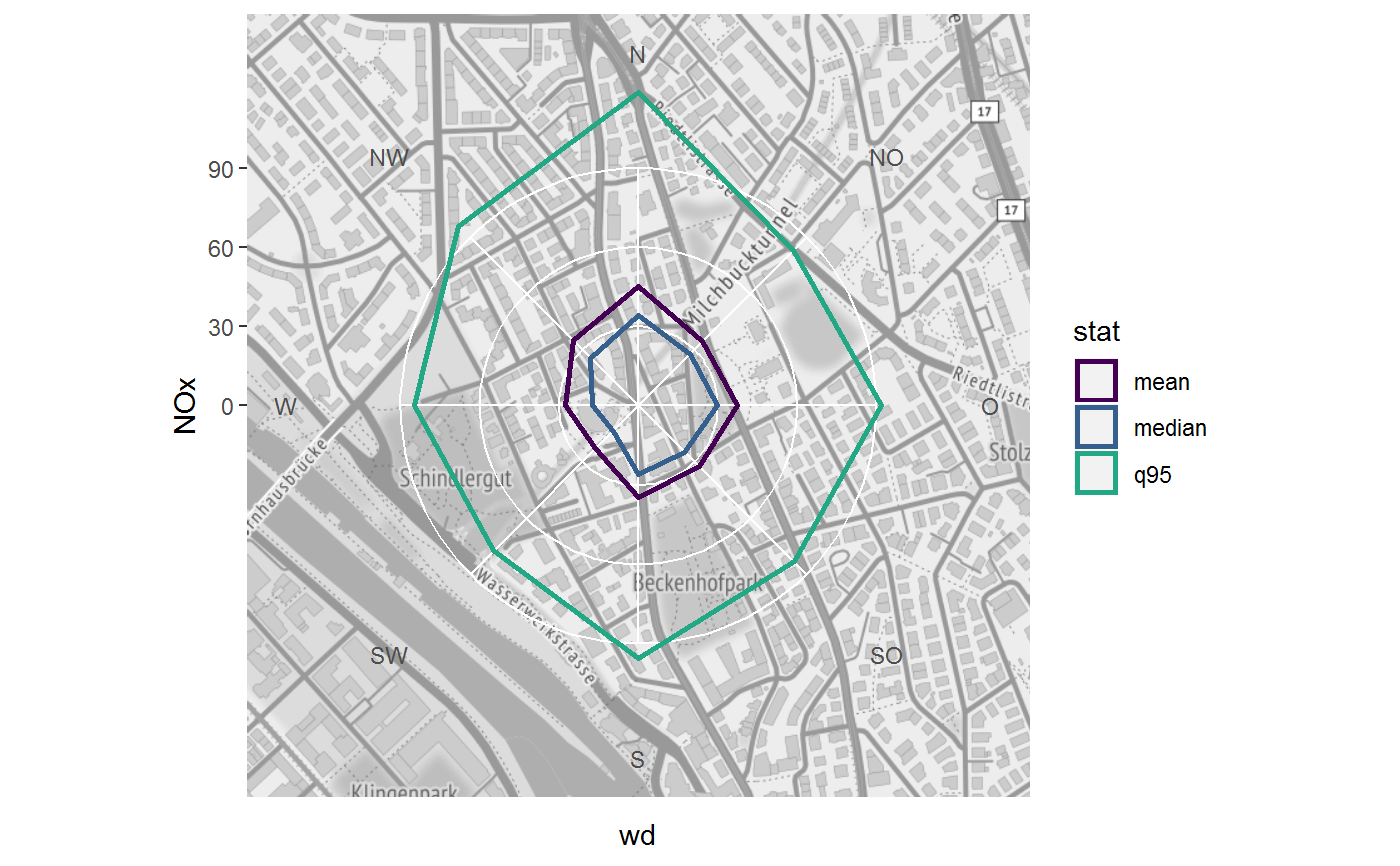 N
Riedtlistrasse
17
NW
NO
90
17
60
Milchbucktunnel
30
stat
mean
Riedtlistr
0
W
O
NOx
median
Stolz
Schindlergut
q95
rnhausbrücke
Beckenhofpark
Wasserwerkstrasse
SW
SO
S
Klingenpark
wd